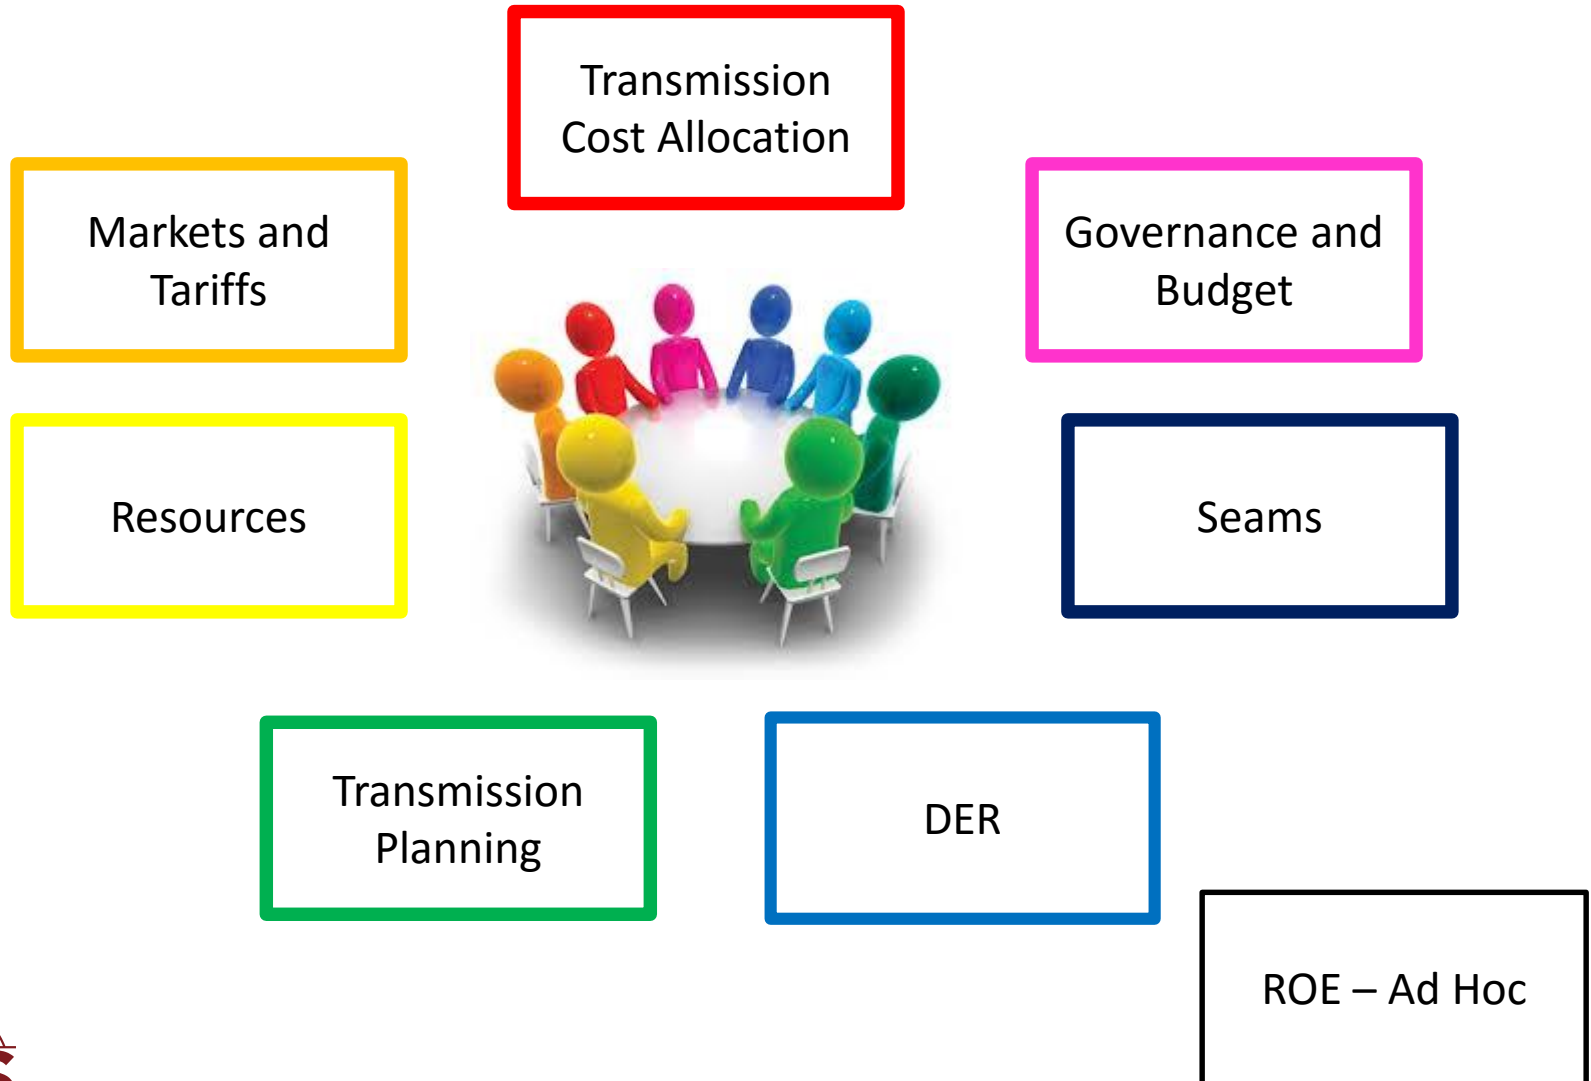 Transmission
Cost Allocation
Markets and
Tariffs
Governance and
Budget
Resources
Seams
Transmission
Planning
DER
ROE – Ad Hoc